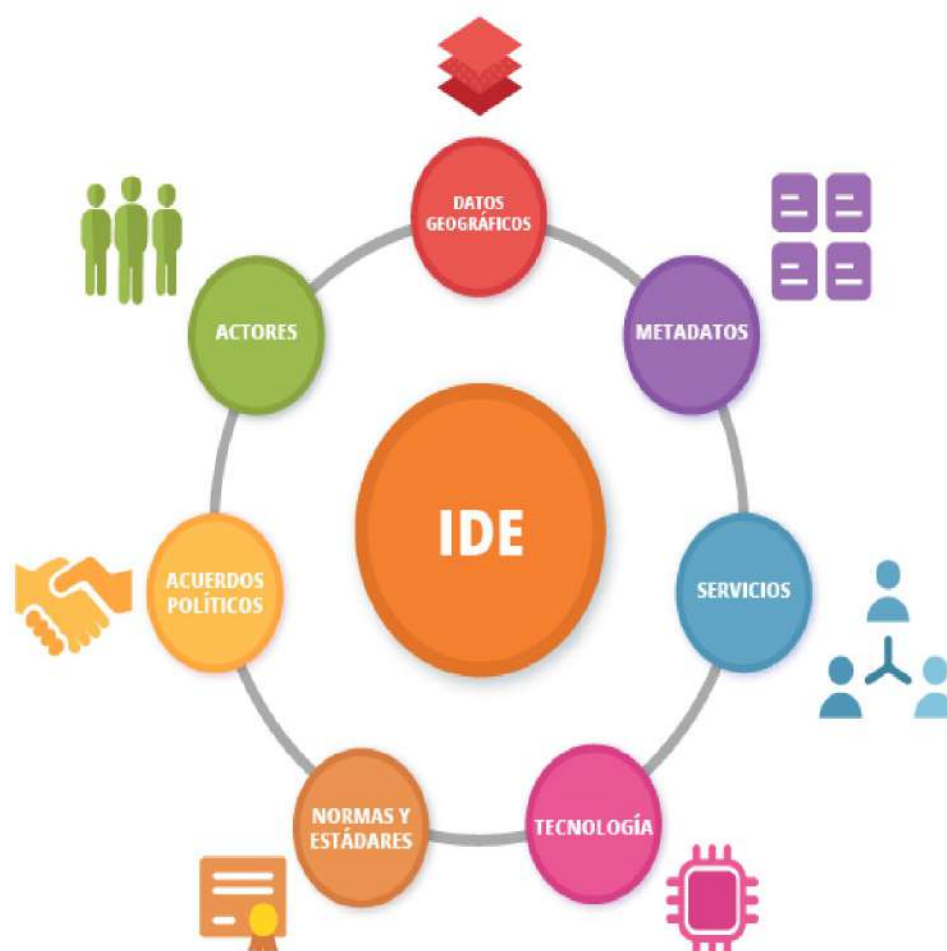 DATOS
GEOGRÁFICOS
METADATOS
ACTORES
IDE
SERVICIOS
ACUERDOS
POLÍTICOS
TECNOLOGÍA
NORMAS Y
ESTÁDARES